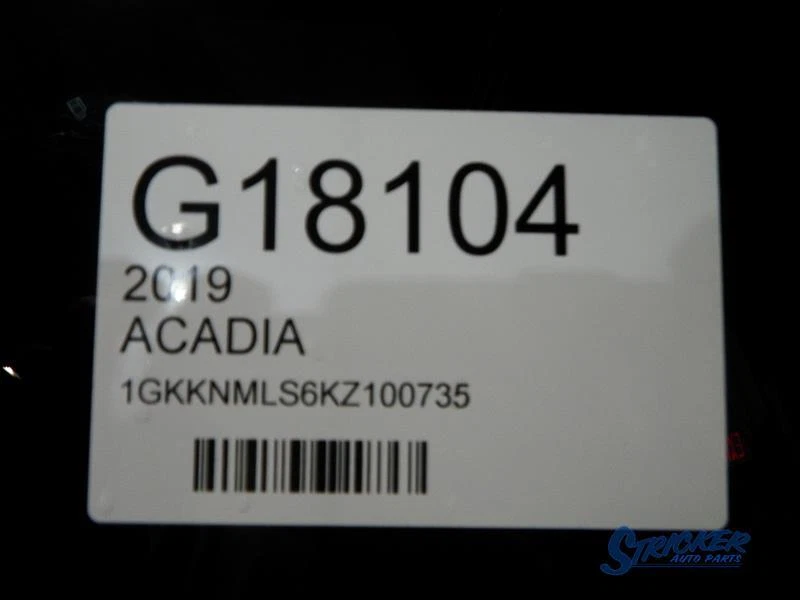 G18104
2019
ACADIA
1GKKNMLS6KZ100735
STRICKER
AUTO PARTS